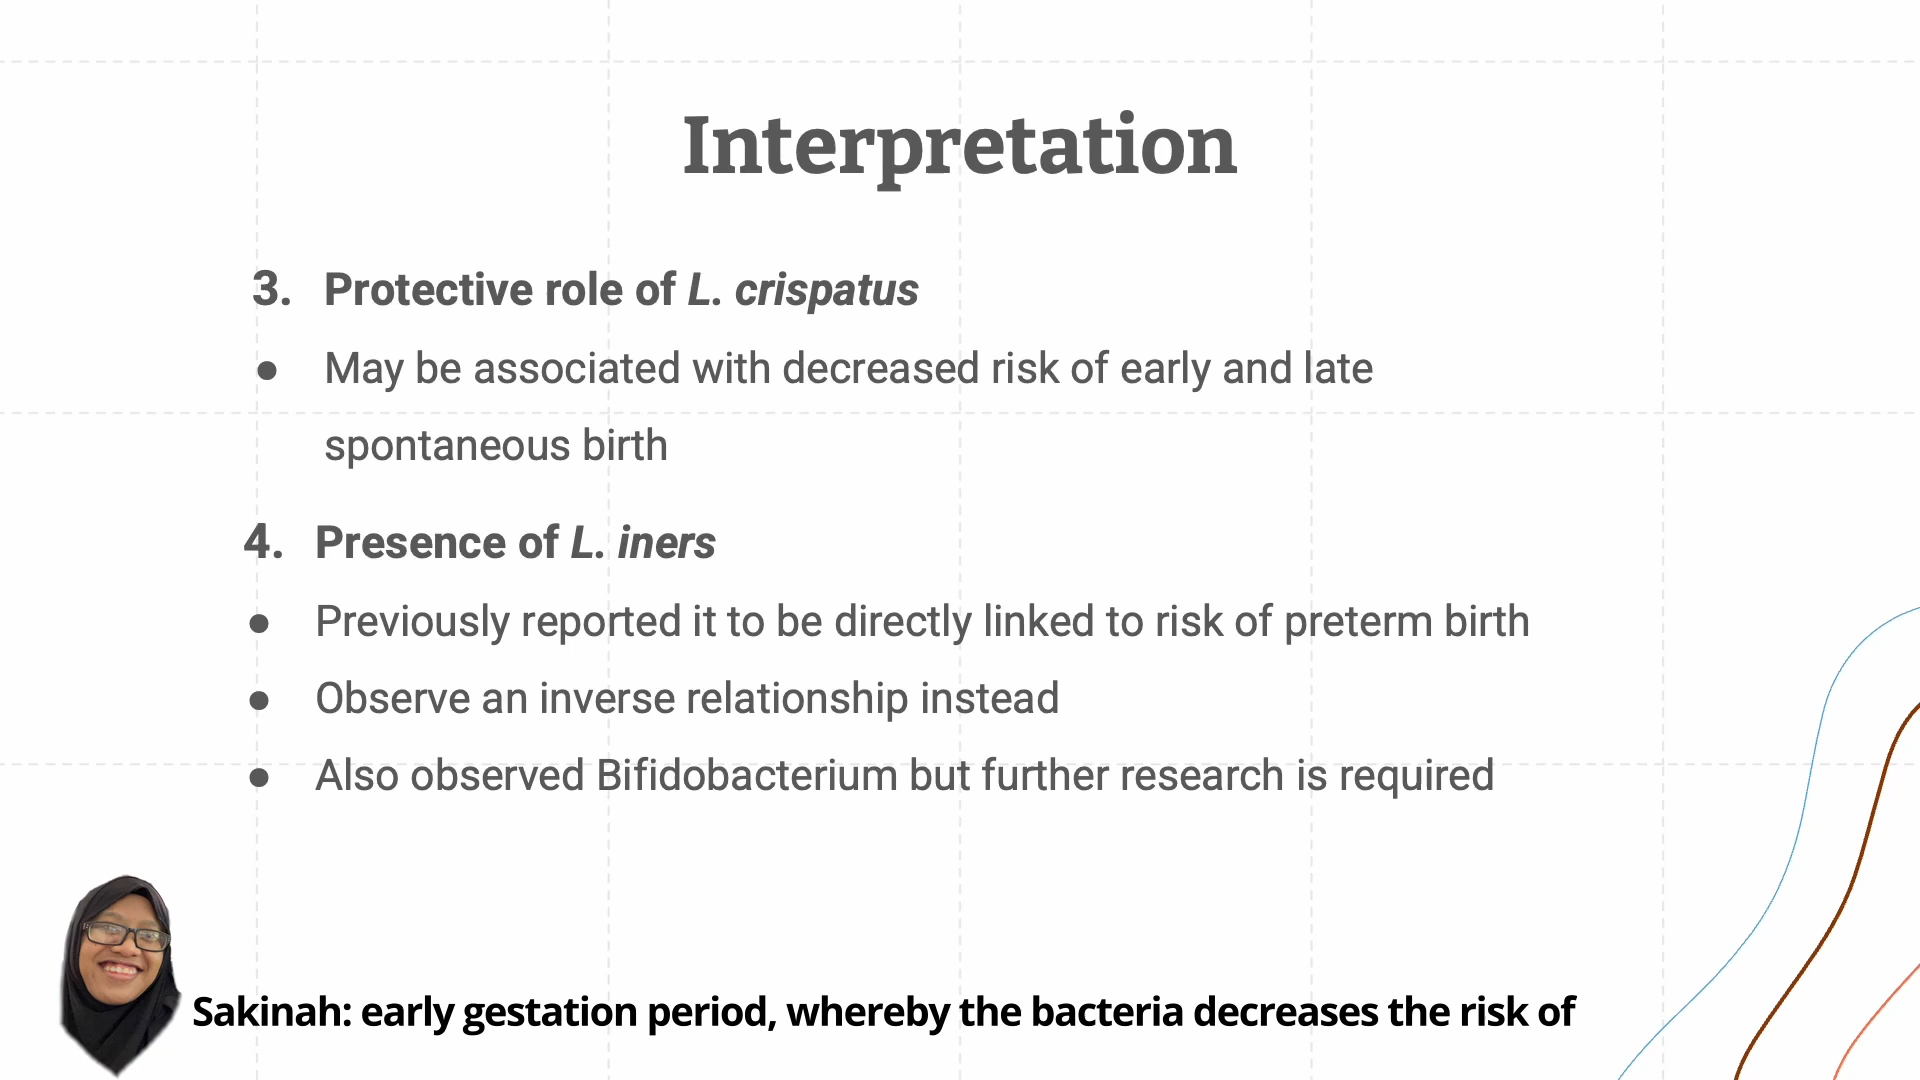 Interpretation
3. Protective role of L. crispatus
● May be associated with decreased risk of early and late
spontaneous birth
4. Presence of L. iners
● Previously reported it to be directly linked to risk of preterm birth
● Observe an inverse relationship instead
● Also observed Bifidobacterium but further research is required
Sakinah: early gestation period, whereby the bacteria decreases the risk of